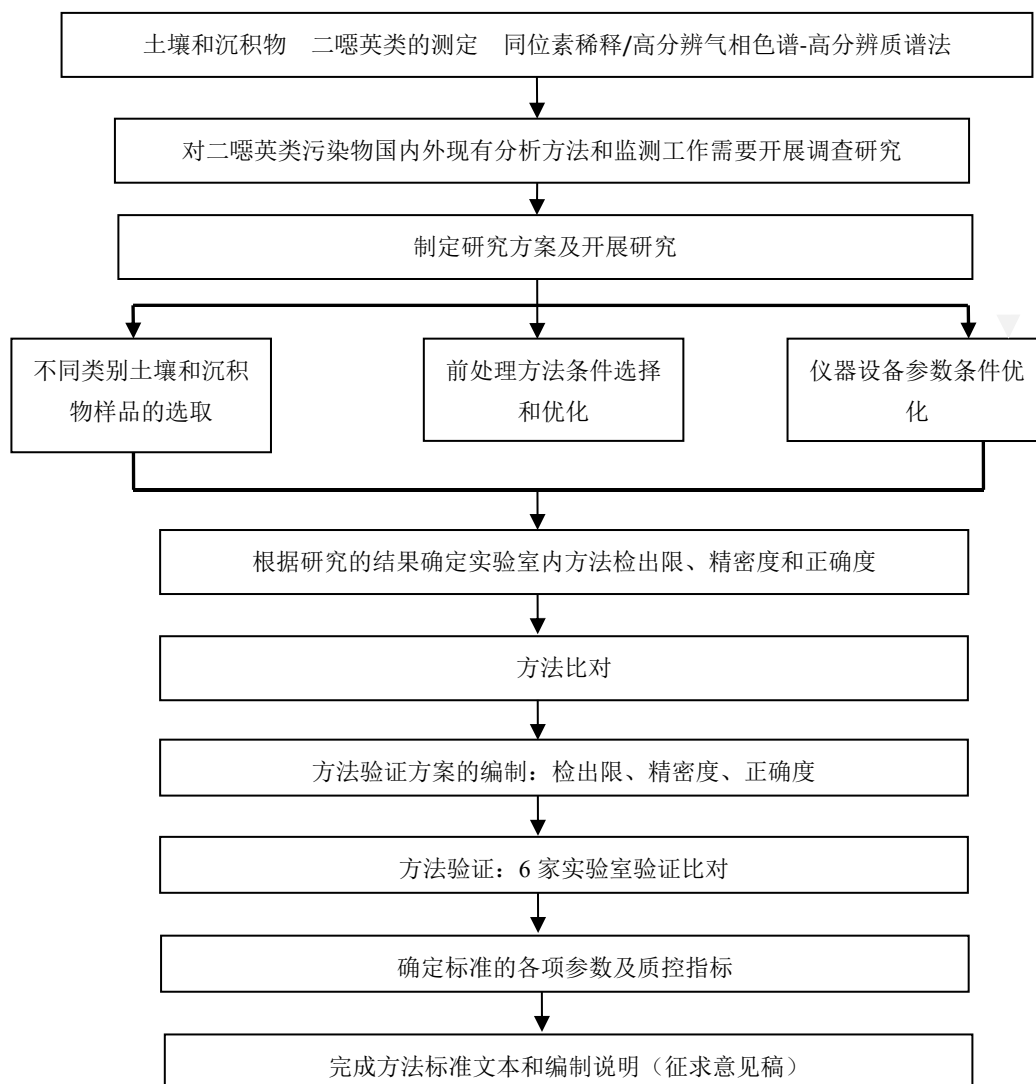 土壤和沉积物　二噁英类的测定　同位素稀释/高分辨气相色谱-高分辨质谱法
对二噁英类污染物国内外现有分析方法和监测工作需要开展调查研究
制定研究方案及开展研究
不同类别土壤和沉积
物样品的选取
前处理方法条件选择
和优化
仪器设备参数条件优
化
根据研究的结果确定实验室内方法检出限、精密度和正确度
方法比对
方法验证方案的编制：检出限、精密度、正确度
方法验证：6 家实验室验证比对
确定标准的各项参数及质控指标
完成方法标准文本和编制说明（征求意见稿）